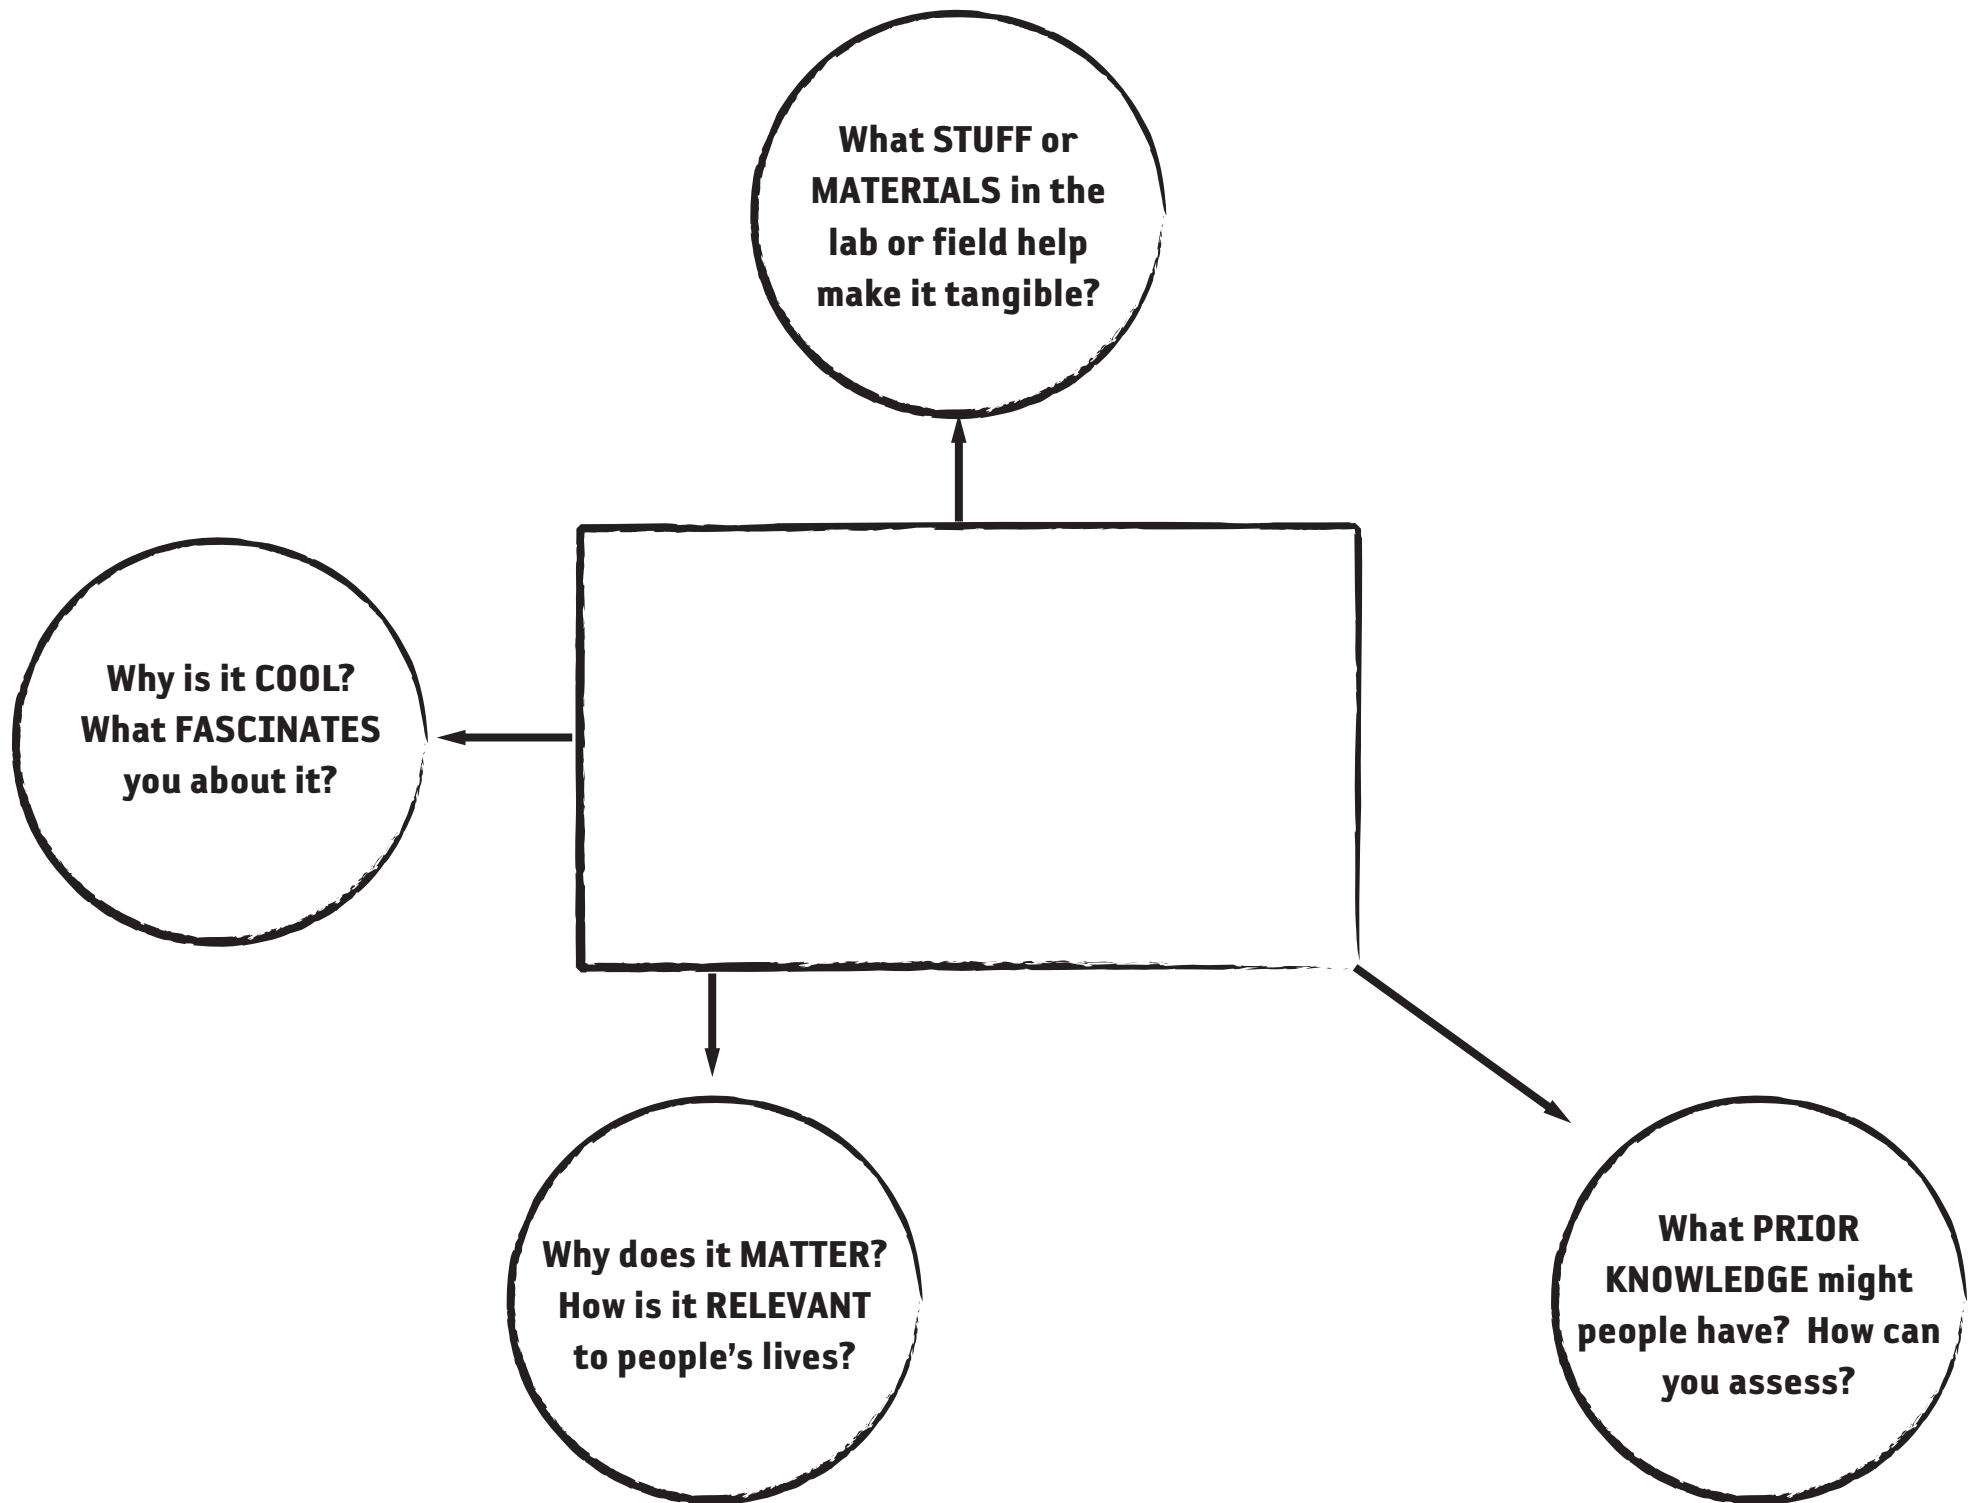 What STUFF or
MATERIALS in the
lab or field help
make it tangible?
Why is it COOL?
What FASCINATES
you about it?
Why does it MATTER?
How is it RELEVANT
to people’s lives?
What PRIOR
KNOWLEDGE might
people have?  How can
you assess?